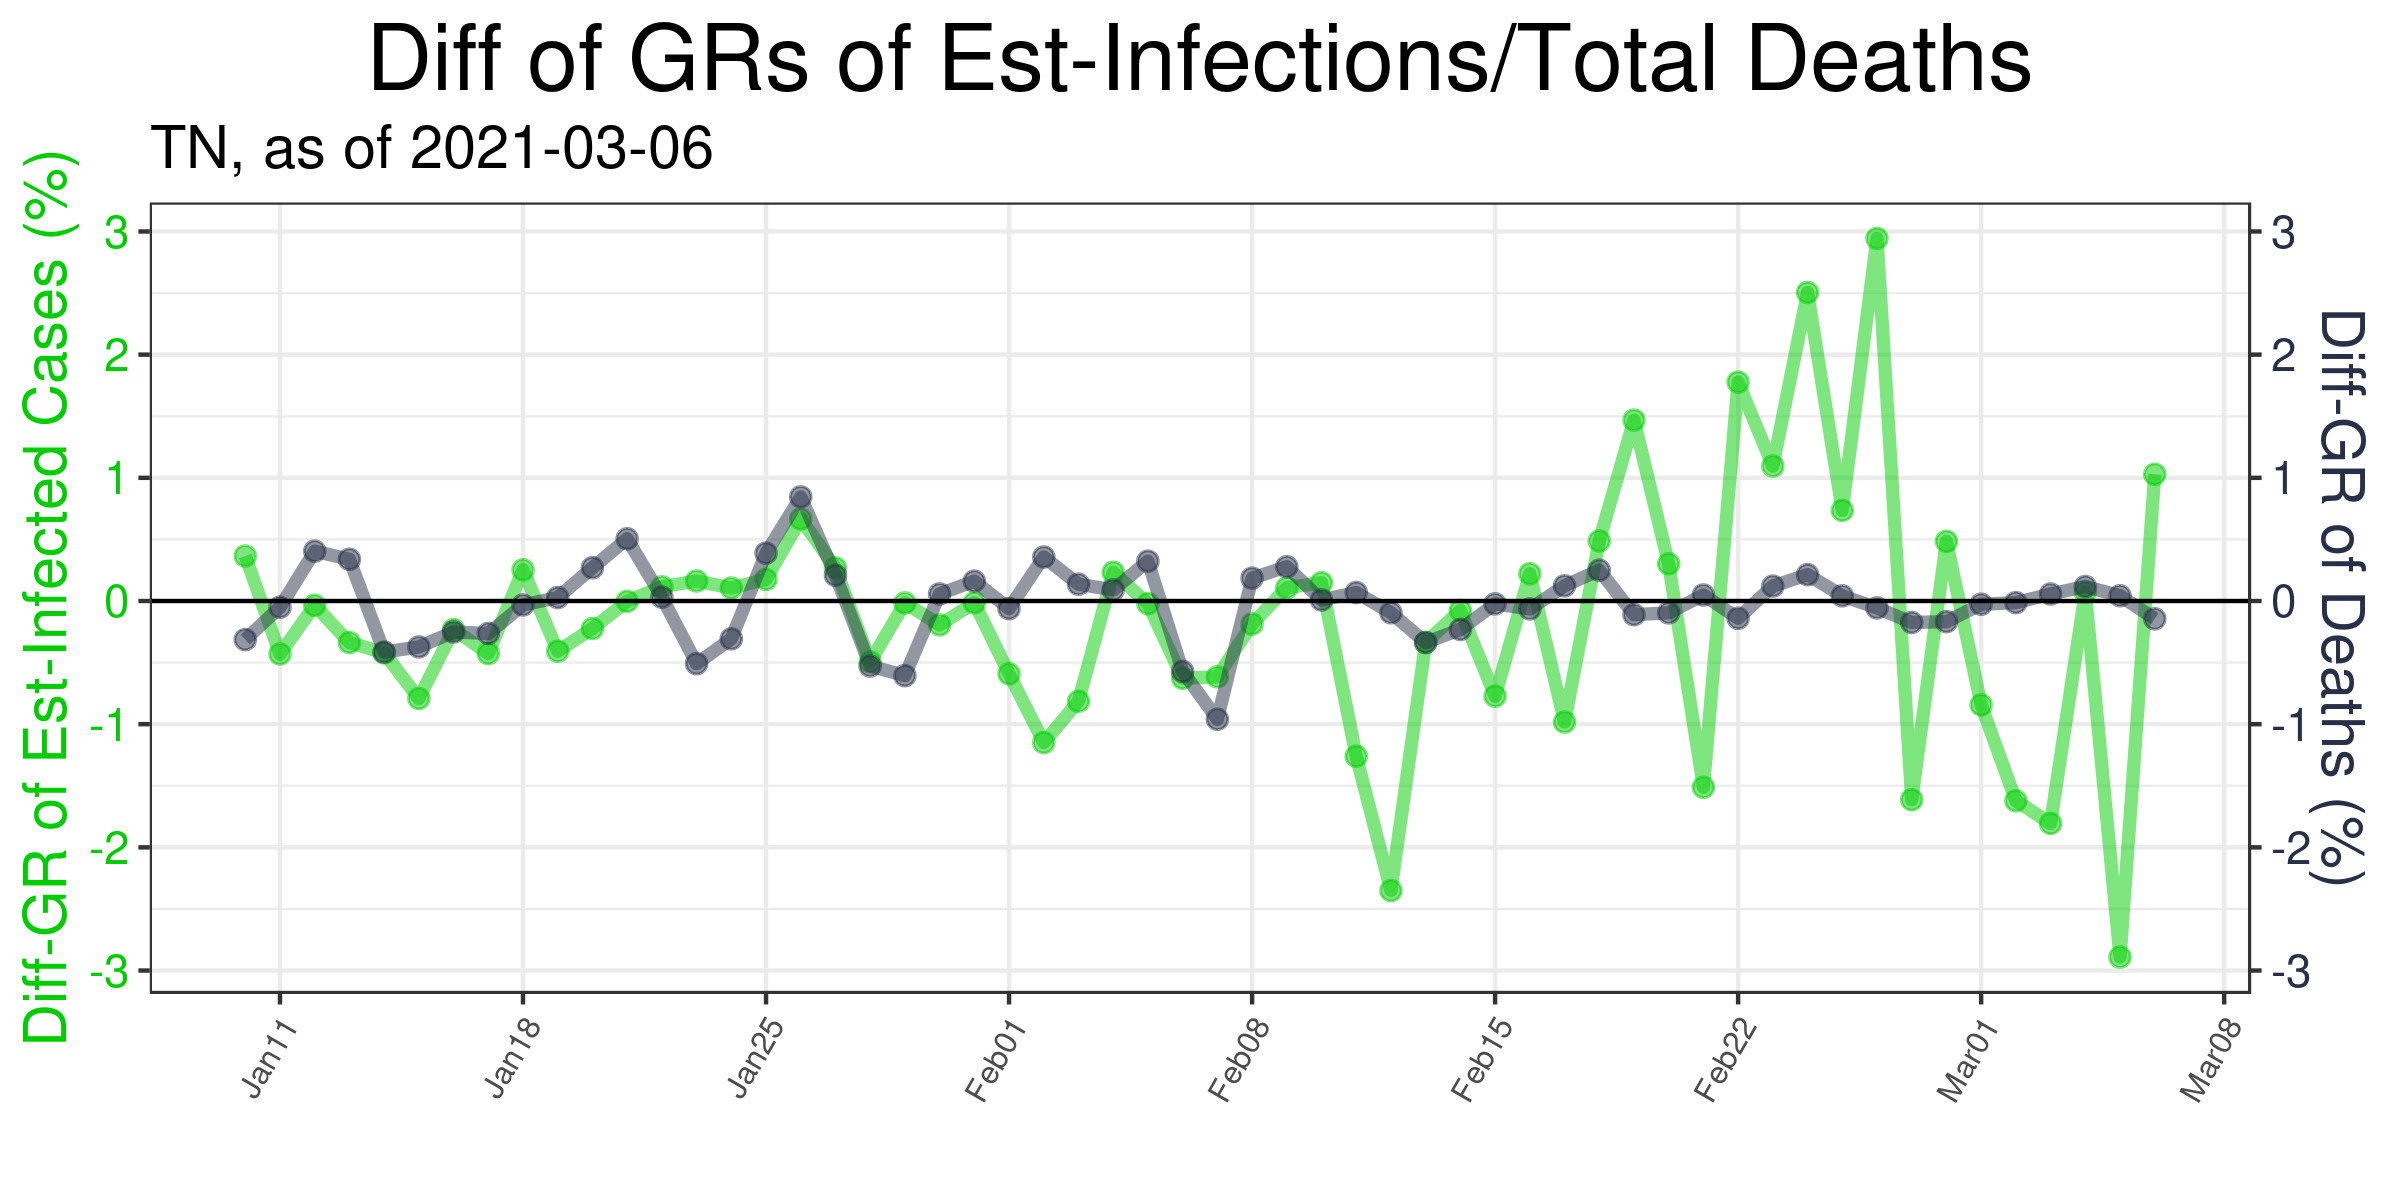 Diff of GRs of Est-Infections/Total Deaths
TN, as of 2021-03-06
Diff-GR of Est-Infected Cases (%)
3
2
1
0
-1
-2
-3
3
2
1
0
-1
-2
-3
Diff-GR of Deaths (%)
Jan11
Jan18
Jan25
Feb01
Feb08
Feb15
Feb22
Mar01
Mar08